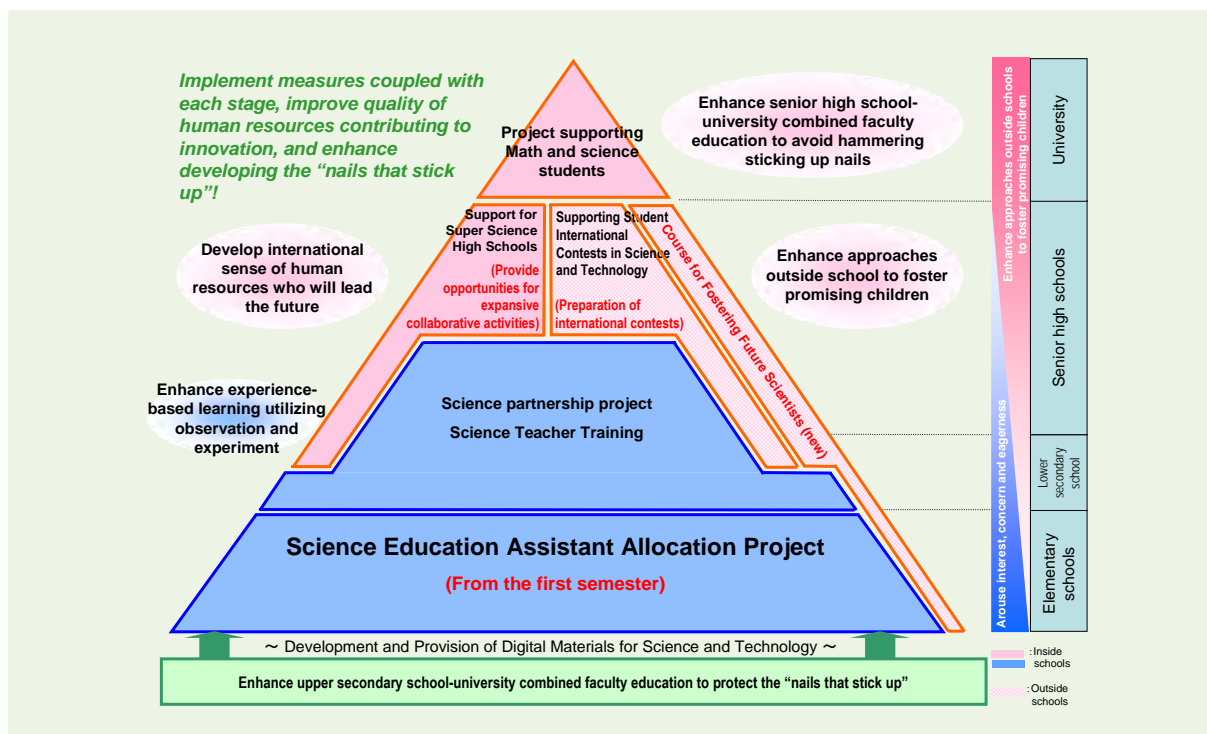 Implement measures coupled with
each stage, improve quality of
human resources contributing to
innovation, and enhance
developing the “nails that stick
up”!
Project supporting
Math and science
students
Enhance senior high school-
university combined faculty
education to avoid hammering
sticking up nails
Support for
Super Science
High Schools
(Provide
opportunities for
expansive
collaborative activities)
Supporting Student
International
Contests in Science
and Technology
(Preparation of
international contests)
Course for Fostering Future Scientists (new)
Develop international
sense of human
resources who will lead
the future
Enhance approaches
outside school to foster
promising children
Enhance experience-
based learning utilizing
observation and
experiment
Science partnership project
Science Teacher Training
Science Education Assistant Allocation Project
(From the first semester)
～ Development and Provision of Digital Materials for Science and Technology ～
Enhance upper secondary school-university combined faculty education to protect the “nails that stick up”
Enhance approaches outside schools
to foster promising children
Arouse interest, concern and eagerness
University
Senior high schools
Lower
secondary
school
Elementary
schools
: Inside
schools
: Outside
schools